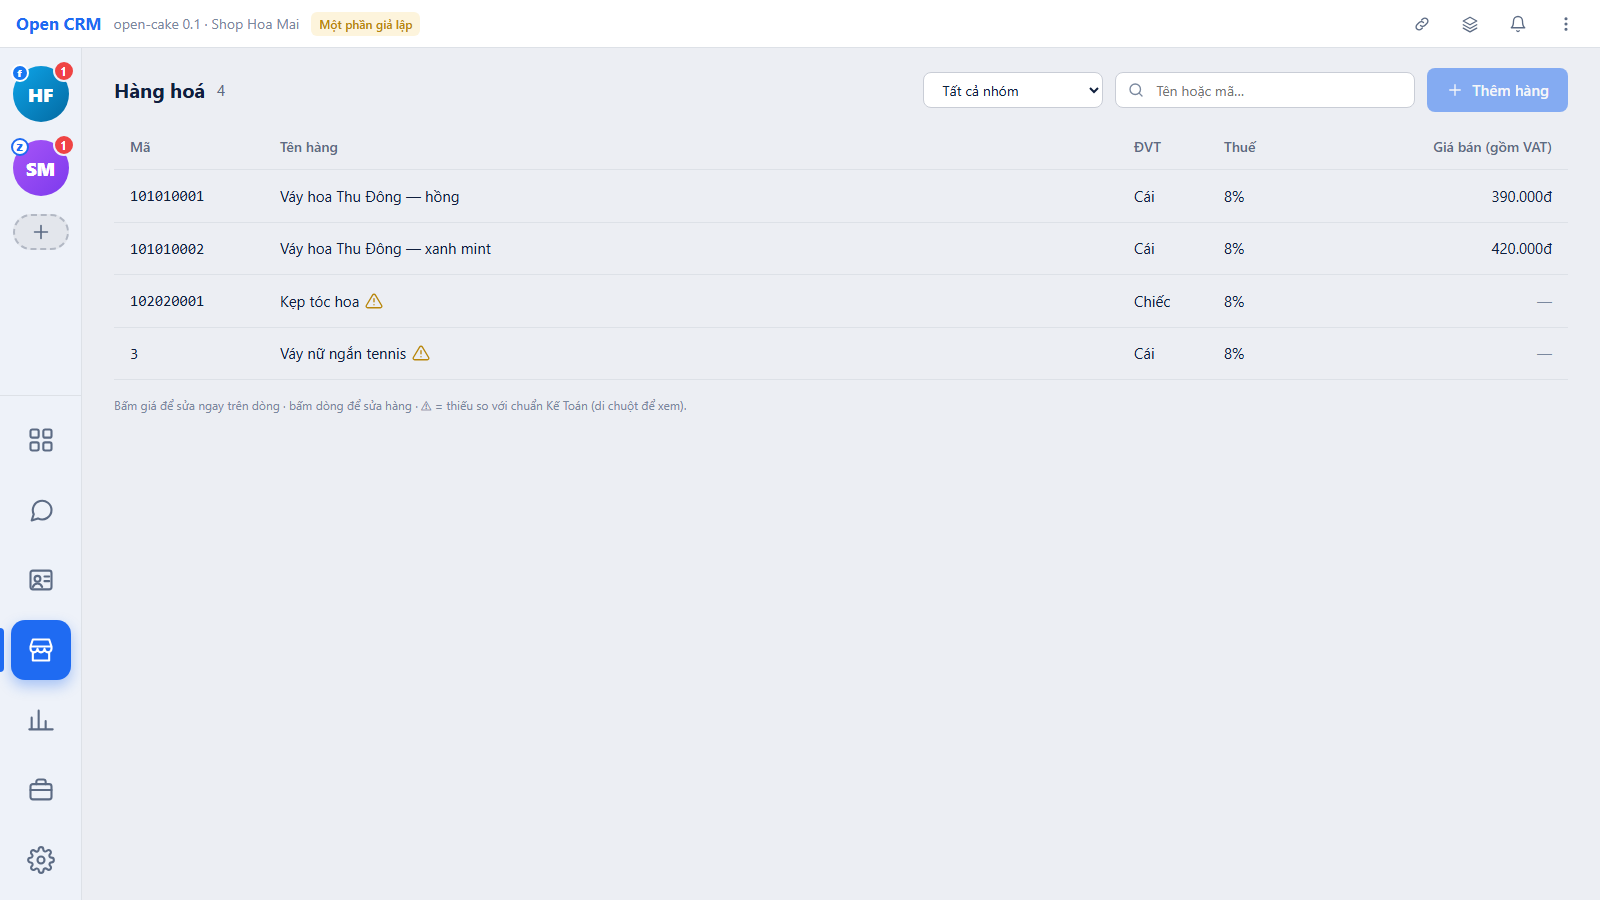 Open CRM open-cake 0.1 · Shop Hoa Mai Một phần giả lập
f 1
HF
z 1
SM
Hàng hoá 4 Tất cả nhóm Tên hoặc mã... Thêm hàng
Mã Tên hàng ĐVT Thuế Giá bán (gồm VAT)
101010001 Váy hoa Thu Đông — hồng Cái 8% 390.000đ
101010002 Váy hoa Thu Đông — xanh mint Cái 8% 420.000đ
102020001 Kẹp tóc hoa ⚠ Chiếc 8% —
3 Váy nữ ngắn tennis ⚠ Cái 8% —
Bấm giá để sửa ngay trên dòng · bấm dòng để sửa hàng · ⚠ = thiếu so với chuẩn Kế Toán (di chuột để xem).